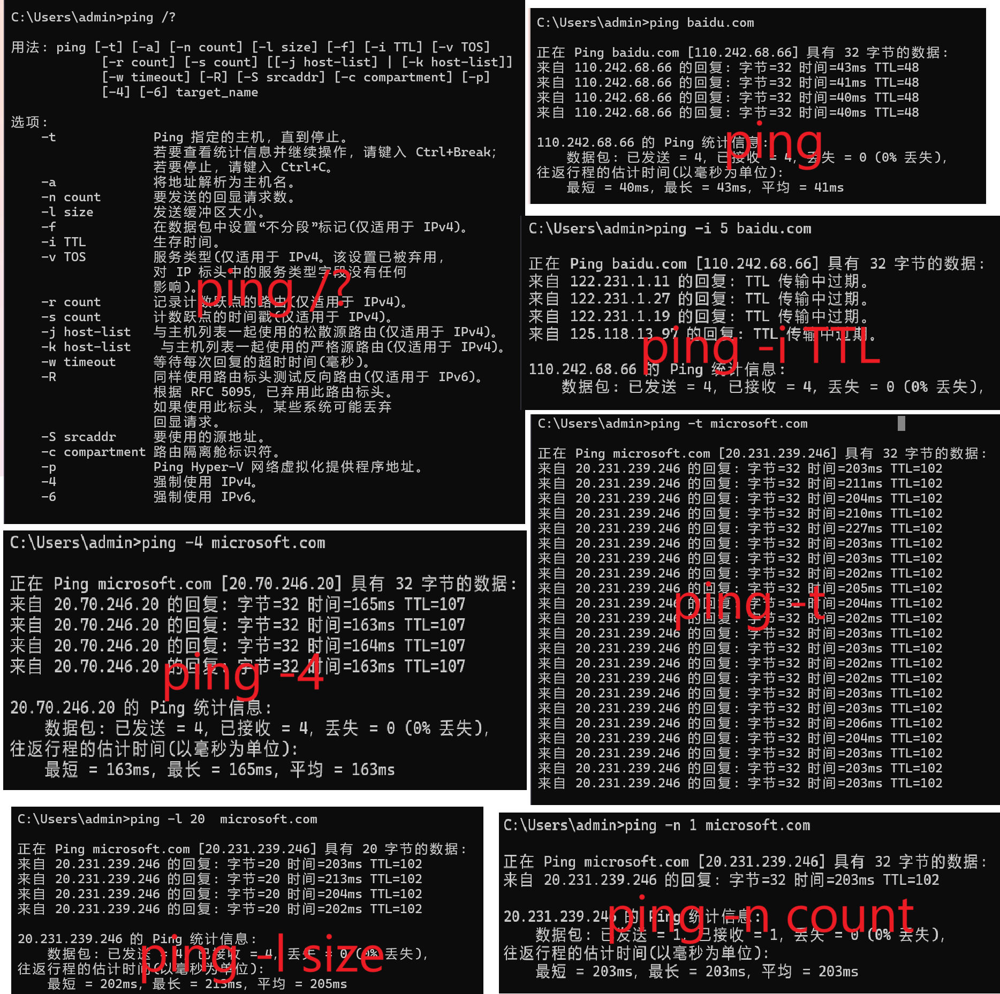 C:\Users\admin>ping /?
用法: ping [-t] [-a] [-n count] [-l size] [-f] [-i TTL] [-v TOS]
[-r count] [-s count] [[-j host-list] | [-k host-list]]
[-w timeout] [-R] [-S srcaddr] [-c compartment] [-p]
[-4] [-6] target_name
选项:
-t Ping 指定的主机，直到停止。
若要查看统计信息并继续操作，请键入 Ctrl+Break;
若要停止，请键入 Ctrl+C。
-a 将地址解析为主机名。
-n count 要发送的回显请求数。
-l size 发送缓冲区大小。
-f 在数据包中设置“不分段”标记(仅适用于 IPv4)。
-i TTL 生存时间。
-v TOS 服务类型(仅适用于 IPv4。该设置已被弃用，
对 IP 标头中的服务类型字段没有任何
影响)。
-r count 记录计数跃点的路由(仅适用于 IPv4)。
-s count 计数跃点的时间戳(仅适用于 IPv4)。
-j host-list 与主机列表一起使用的松散源路由(仅适用于 IPv4)。
-k host-list 与主机列表一起使用的严格源路由(仅适用于 IPv4)。
-w timeout 等待每次回复的超时时间(毫秒)。
-R 同样使用路由标头测试反向路由(仅适用于 IPv6)。
根据 RFC 5095，已弃用此路由标头。
如果使用此标头，某些系统可能丢弃
回显请求。
-S srcaddr 要使用的源地址。
-c compartment 路由隔离舱标识符。
-p Ping Hyper-V 网络虚拟化提供程序地址。
-4 强制使用 IPv4。
-6 强制使用 IPv6。
ping /?
C:\Users\admin>ping baidu.com
正在 Ping baidu.com [110.242.68.66] 具有 32 字节的数据:
来自 110.242.68.66 的回复: 字节=32 时间=43ms TTL=48
来自 110.242.68.66 的回复: 字节=32 时间=41ms TTL=48
来自 110.242.68.66 的回复: 字节=32 时间=40ms TTL=48
来自 110.242.68.66 的回复: 字节=32 时间=40ms TTL=48
110.242.68.66 的 Ping 统计信息:
数据包: 已发送 = 4，已接收 = 4，丢失 = 0 (0% 丢失)，
往返行程的估计时间(以毫秒为单位):
最短 = 40ms，最长 = 43ms，平均 = 41ms
ping
C:\Users\admin>ping -i 5 baidu.com
正在 Ping baidu.com [110.242.68.66] 具有 32 字节的数据:
来自 122.231.1.11 的回复: TTL 传输中过期。
来自 122.231.1.27 的回复: TTL 传输中过期。
来自 122.231.1.19 的回复: TTL 传输中过期。
来自 125.118.13.97 的回复: TTL 传输中过期。
110.242.68.66 的 Ping 统计信息:
数据包: 已发送 = 4，已接收 = 4，丢失 = 0 (0% 丢失)，
ping -i TTL
C:\Users\admin>ping -t microsoft.com
正在 Ping microsoft.com [20.231.239.246] 具有 32 字节的数据:
来自 20.231.239.246 的回复: 字节=32 时间=203ms TTL=102
来自 20.231.239.246 的回复: 字节=32 时间=211ms TTL=102
来自 20.231.239.246 的回复: 字节=32 时间=204ms TTL=102
来自 20.231.239.246 的回复: 字节=32 时间=210ms TTL=102
来自 20.231.239.246 的回复: 字节=32 时间=227ms TTL=102
来自 20.231.239.246 的回复: 字节=32 时间=203ms TTL=102
来自 20.231.239.246 的回复: 字节=32 时间=203ms TTL=102
来自 20.231.239.246 的回复: 字节=32 时间=202ms TTL=102
来自 20.231.239.246 的回复: 字节=32 时间=205ms TTL=102
来自 20.231.239.246 的回复: 字节=32 时间=204ms TTL=102
来自 20.231.239.246 的回复: 字节=32 时间=202ms TTL=102
来自 20.231.239.246 的回复: 字节=32 时间=203ms TTL=102
来自 20.231.239.246 的回复: 字节=32 时间=203ms TTL=102
来自 20.231.239.246 的回复: 字节=32 时间=202ms TTL=102
来自 20.231.239.246 的回复: 字节=32 时间=202ms TTL=102
来自 20.231.239.246 的回复: 字节=32 时间=203ms TTL=102
来自 20.231.239.246 的回复: 字节=32 时间=203ms TTL=102
来自 20.231.239.246 的回复: 字节=32 时间=206ms TTL=102
来自 20.231.239.246 的回复: 字节=32 时间=204ms TTL=102
来自 20.231.239.246 的回复: 字节=32 时间=203ms TTL=102
来自 20.231.239.246 的回复: 字节=32 时间=203ms TTL=102
来自 20.231.239.246 的回复: 字节=32 时间=203ms TTL=102
ping -t
C:\Users\admin>ping -4 microsoft.com
正在 Ping microsoft.com [20.70.246.20] 具有 32 字节的数据:
来自 20.70.246.20 的回复: 字节=32 时间=165ms TTL=107
来自 20.70.246.20 的回复: 字节=32 时间=163ms TTL=107
来自 20.70.246.20 的回复: 字节=32 时间=164ms TTL=107
来自 20.70.246.20 的回复: 字节=32 时间=163ms TTL=107
20.70.246.20 的 Ping 统计信息:
数据包: 已发送 = 4，已接收 = 4，丢失 = 0 (0% 丢失)，
往返行程的估计时间(以毫秒为单位):
最短 = 163ms，最长 = 165ms，平均 = 163ms
ping -4
C:\Users\admin>ping -l 20  microsoft.com
正在 Ping microsoft.com [20.231.239.246] 具有 20 字节的数据:
来自 20.231.239.246 的回复: 字节=20 时间=203ms TTL=102
来自 20.231.239.246 的回复: 字节=20 时间=213ms TTL=102
来自 20.231.239.246 的回复: 字节=20 时间=204ms TTL=102
来自 20.231.239.246 的回复: 字节=20 时间=202ms TTL=102
20.231.239.246 的 Ping 统计信息:
数据包: 已发送 = 4，已接收 = 4，丢失 = 0 (0% 丢失)，
往返行程的估计时间(以毫秒为单位):
最短 = 202ms，最长 = 213ms，平均 = 205ms
ping -l size
C:\Users\admin>ping -n 1 microsoft.com
正在 Ping microsoft.com [20.231.239.246] 具有 32 字节的数据:
来自 20.231.239.246 的回复: 字节=32 时间=203ms TTL=102
20.231.239.246 的 Ping 统计信息:
数据包: 已发送 = 1，已接收 = 1，丢失 = 0 (0% 丢失)，
往返行程的估计时间(以毫秒为单位):
最短 = 203ms，最长 = 203ms，平均 = 203ms
ping -n count